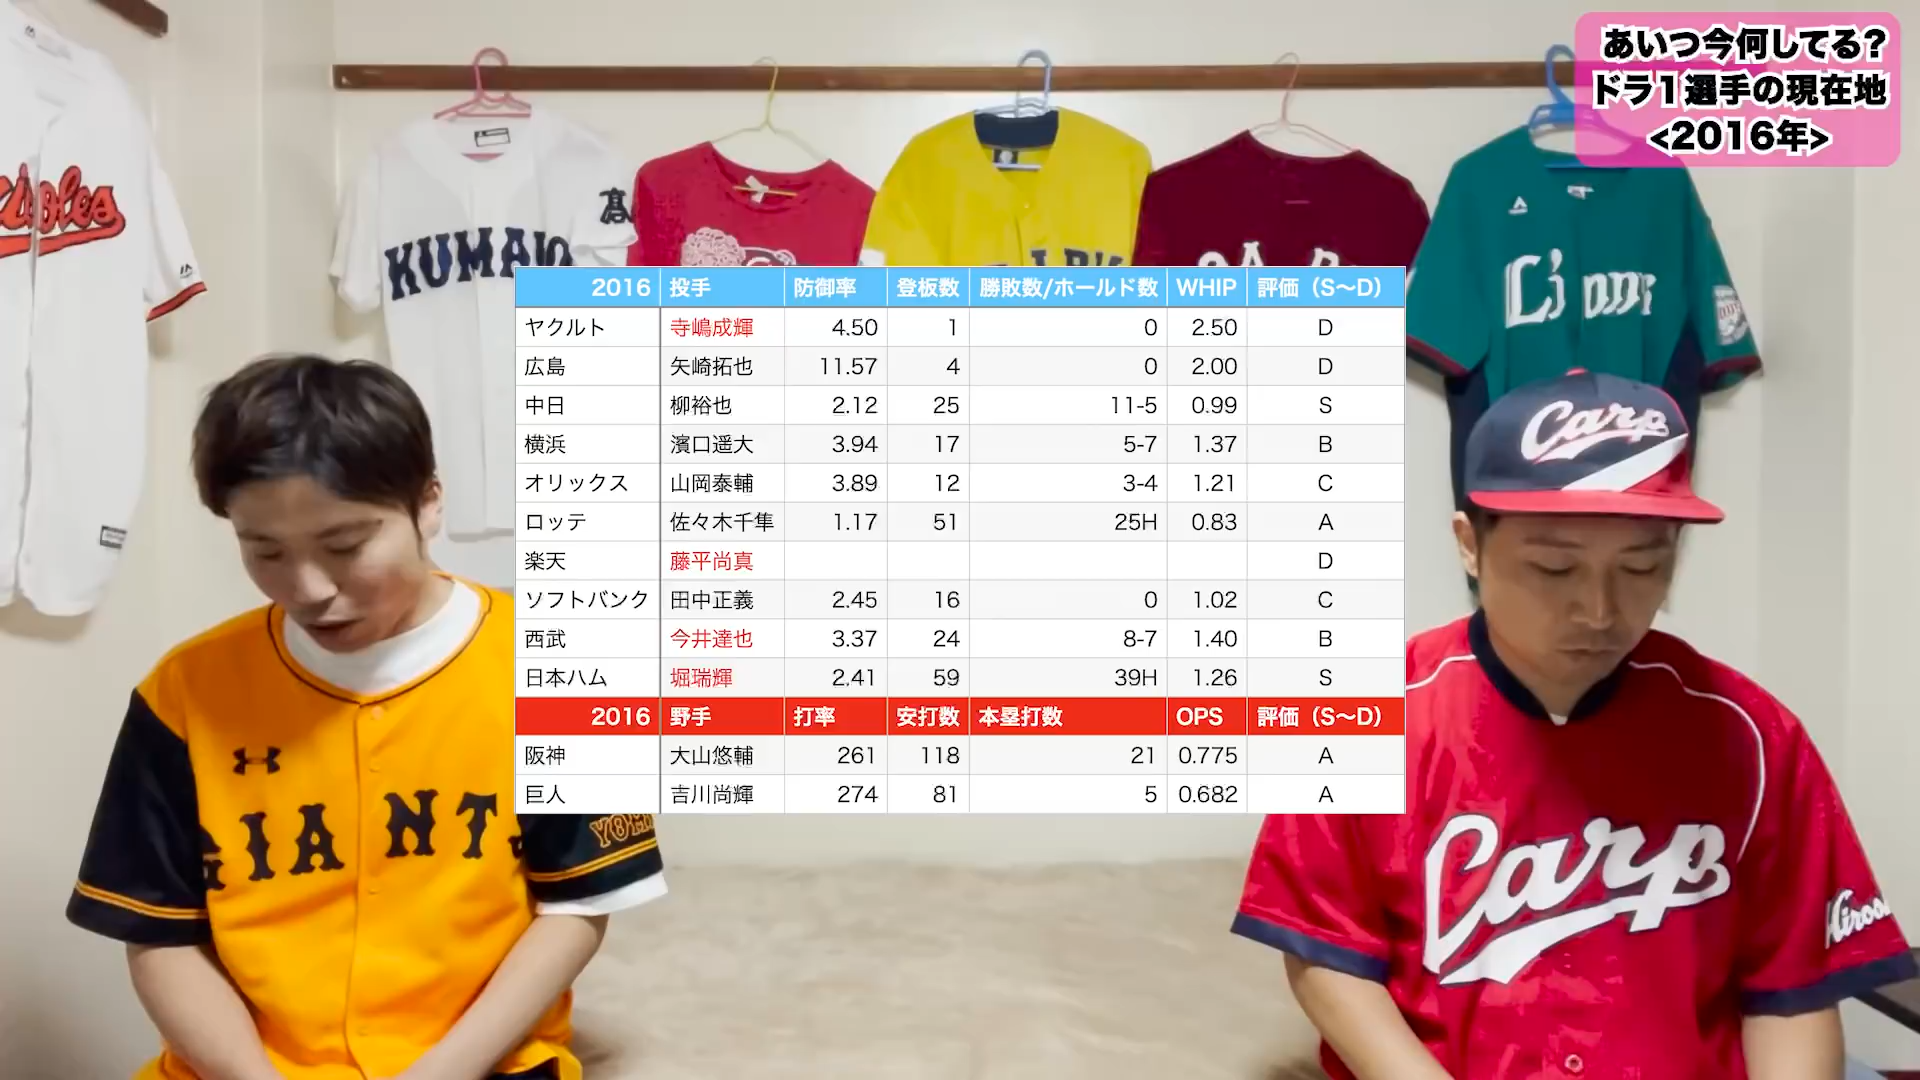 あいつ今何してる?
ドラ1選手の現在地
<2016年>
KUMA
髙
Lions
Carp
2016 投手 防御率 登板数 勝敗数/ホールド数 WHIP 評価（S〜D）
ヤクルト 寺嶋成輝 4.50 1 0 2.50 D
広島 矢崎拓也 11.57 4 0 2.00 D
中日 柳裕也 2.12 25 11-5 0.99 S
横浜 濱口遥大 3.94 17 5-7 1.37 B
オリックス 山岡泰輔 3.89 12 3-4 1.21 C
ロッテ 佐々木千隼 1.17 51 25H 0.83 A
楽天 藤平尚真 D
ソフトバンク 田中正義 2.45 16 0 1.02 C
西武 今井達也 3.37 24 8-7 1.40 B
日本ハム 堀瑞輝 2.41 59 39H 1.26 S
2016 野手 打率 安打数 本塁打数 OPS 評価（S〜D）
阪神 大山悠輔 261 118 21 0.775 A
巨人 吉川尚輝 274 81 5 0.682 A
GIANT
YOM
Carp
Hiros